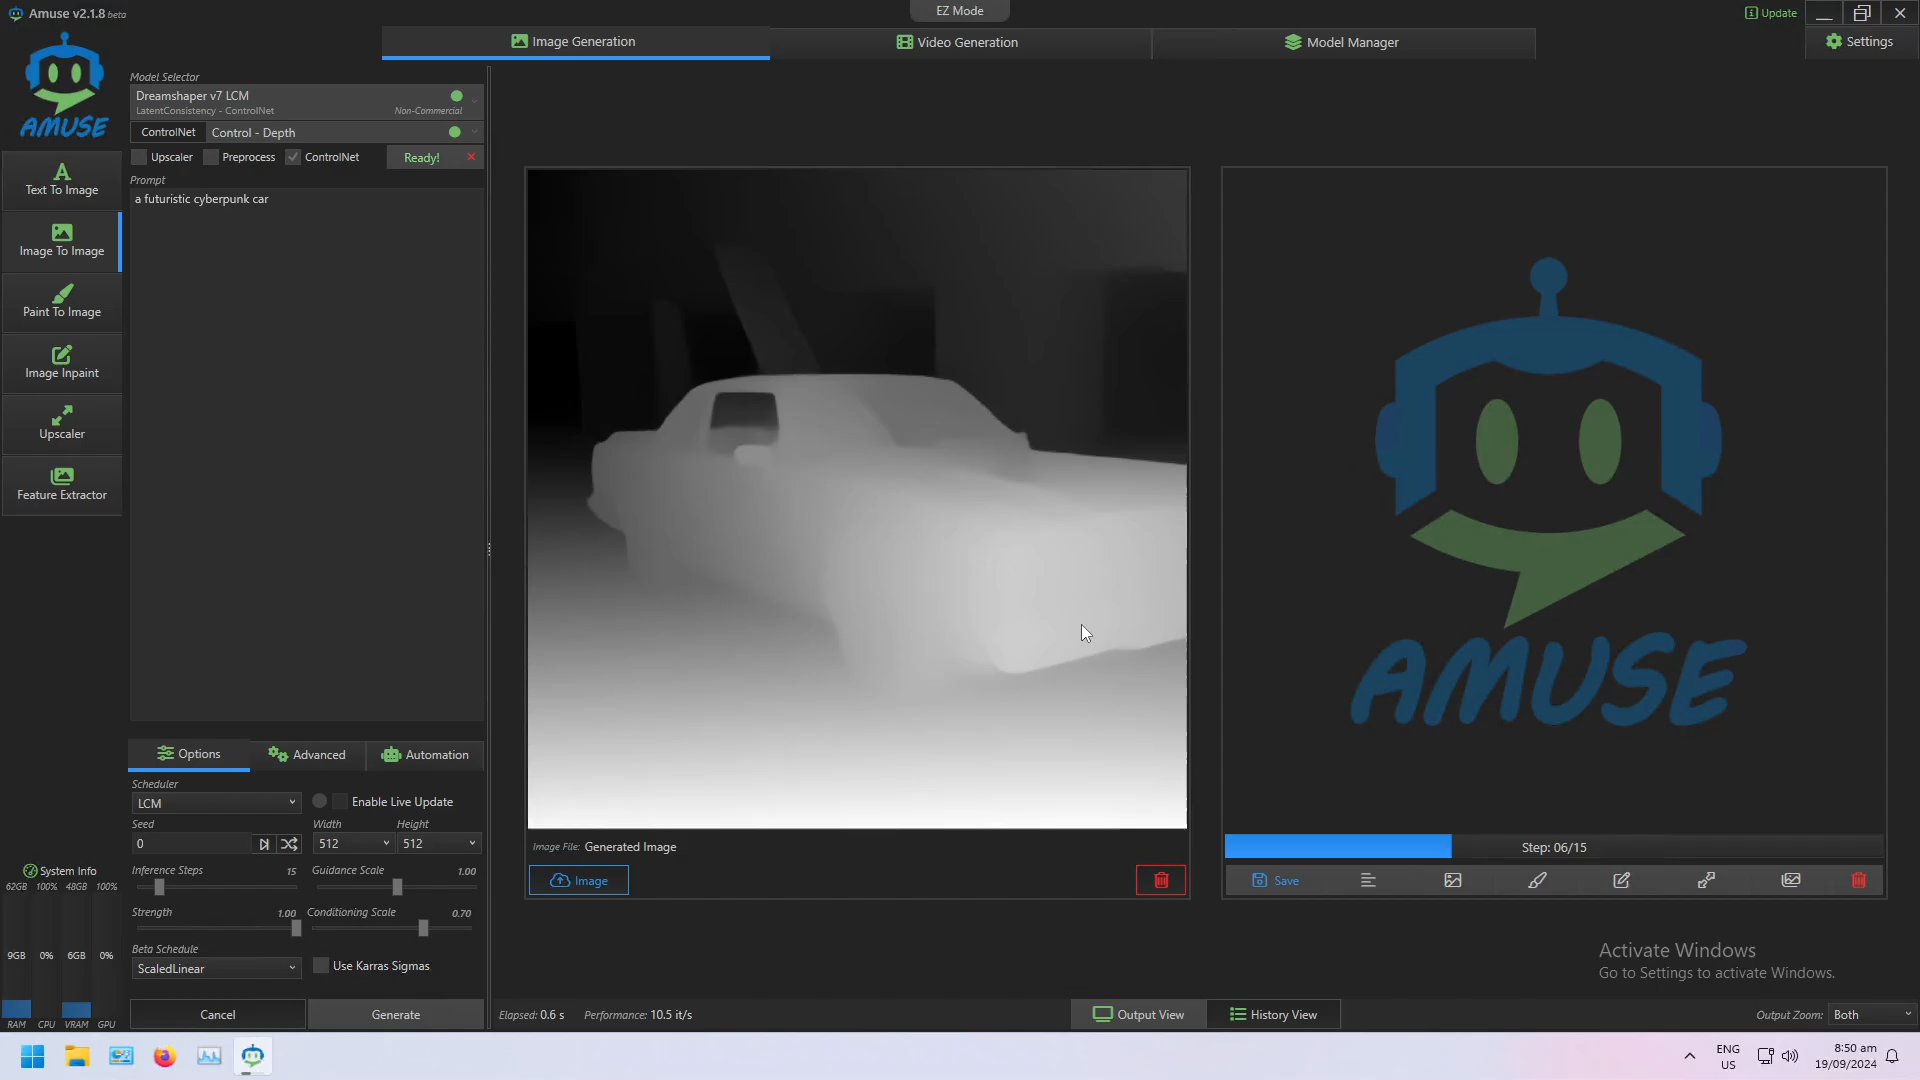 Amuse v2.1.8 beta
EZ Mode
Update
Image Generation
Video Generation
Model Manager
Settings
AMUSE
Text To Image
Image To Image
Paint To Image
Image Inpaint
Upscaler
Feature Extractor
Model Selector
Dreamshaper v7 LCM
LatentConsistency - ControlNet
Non-Commercial
ControlNet
Control - Depth
Upscaler
Preprocess
ControlNet
Ready!
Prompt
a futuristic cyberpunk car
Options
Advanced
Automation
Scheduler
LCM
Enable Live Update
Seed
Width
Height
0
512
512
Inference Steps 15
Guidance Scale 1.00
Strength 1.00
Conditioning Scale 0.70
Beta Schedule
ScaledLinear
Use Karras Sigmas
Cancel
Generate
System Info
62GB 100% 48GB 100%
9GB 0% 6GB 0%
RAM CPU VRAM GPU
Image File: Generated Image
Image
AMUSE
Step: 06/15
Save
Activate Windows
Go to Settings to activate Windows.
Elapsed: 0.6 s
Performance: 10.5 it/s
Output View
History View
Output Zoom: Both
ENG
US
8:50 am
19/09/2024